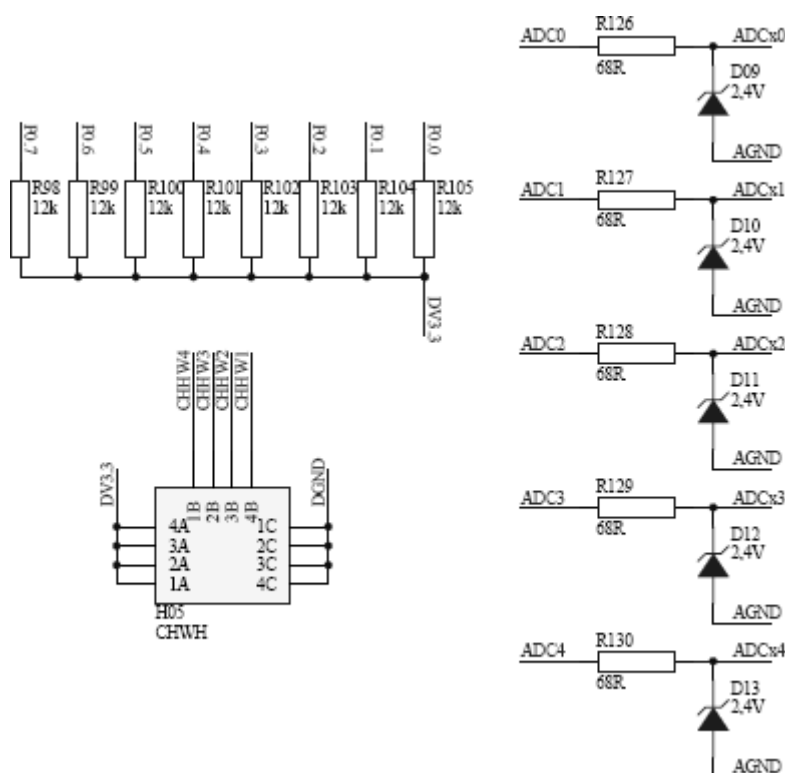 P0.7
P0.6
P0.5
P0.4
P0.3
P0.2
P0.1
P0.0
R98
12k
R99
12k
R100
12k
R101
12k
R102
12k
R103
12k
R104
12k
R105
12k
DV3.3
CHHW4
CHHW3
CHHW2
CHHW1
DV3.3
DGND
1B
2B
3B
4B
4A
3A
2A
1A
1C
2C
3C
4C
H05
CHWH
ADC0
R126
68R
ADCx0
D09
2,4V
AGND
ADC1
R127
68R
ADCx1
D10
2,4V
AGND
ADC2
R128
68R
ADCx2
D11
2,4V
AGND
ADC3
R129
68R
ADCx3
D12
2,4V
AGND
ADC4
R130
68R
ADCx4
D13
2,4V
AGND